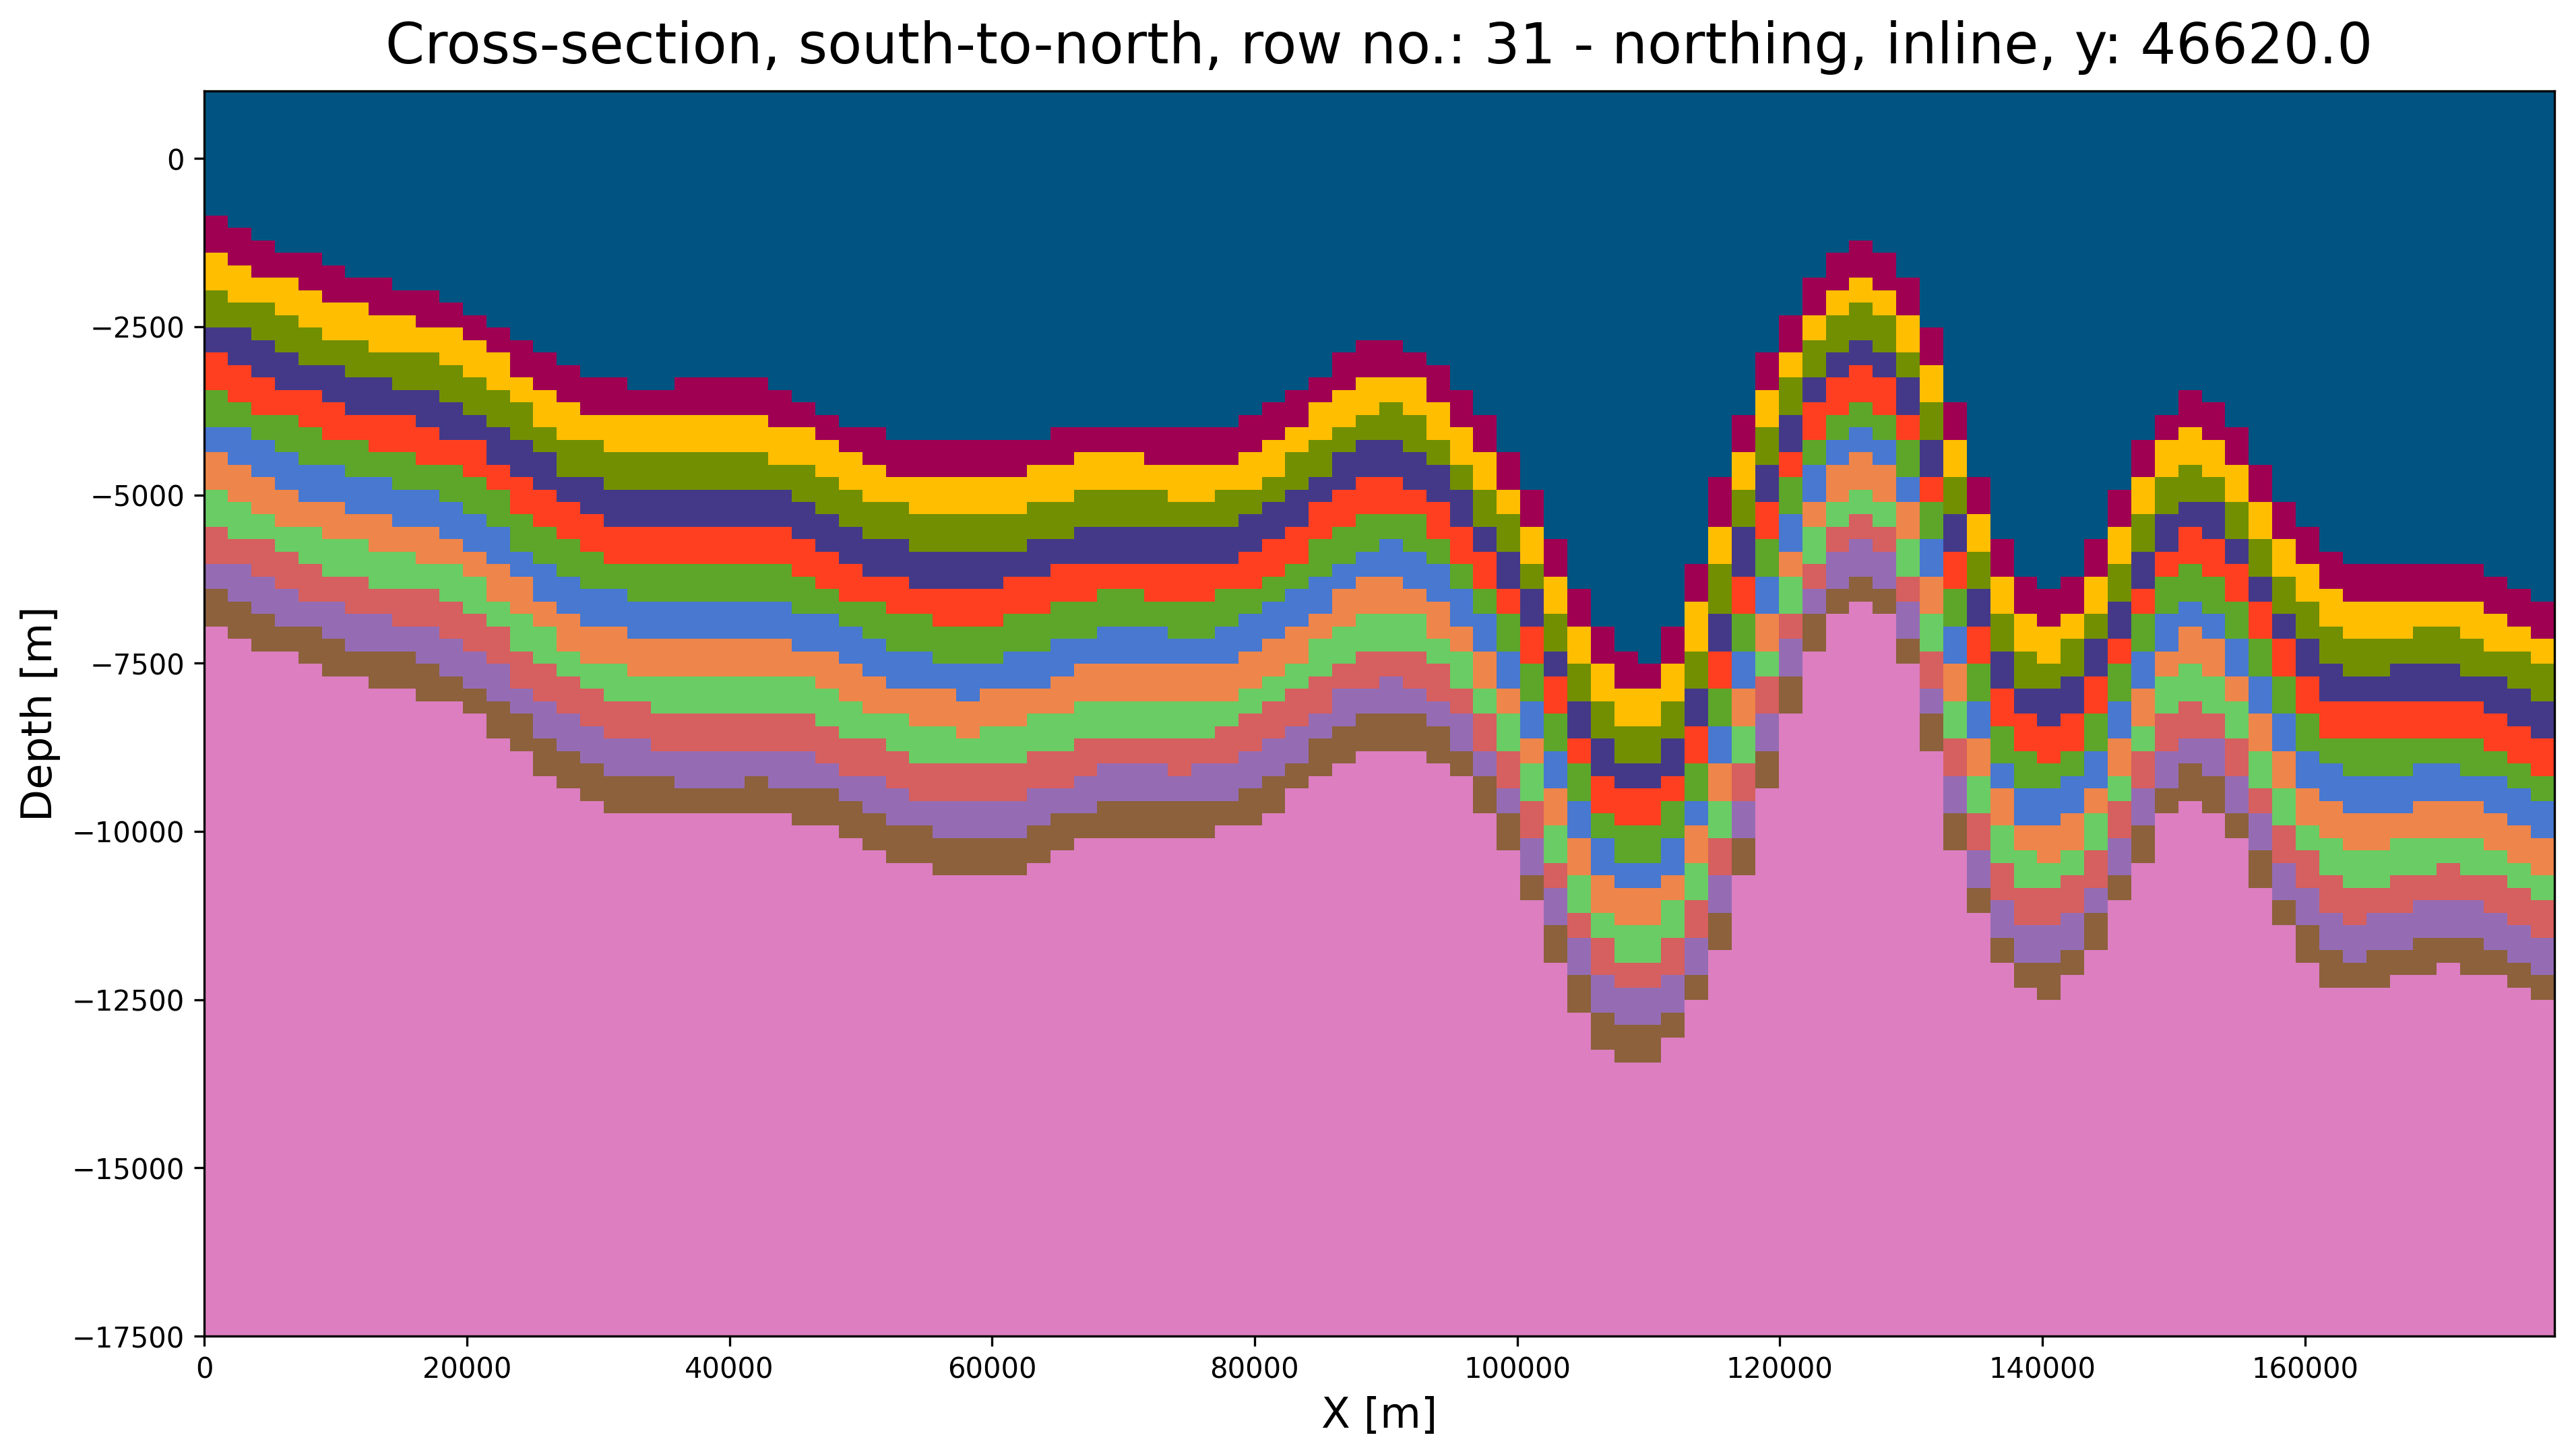 Cross-section, south-to-north, row no.: 31 - northing, inline, y: 46620.0
0
−2500
−5000
−7500
−10000
−12500
−15000
−17500
Depth [m]
0 20000 40000 60000 80000 100000 120000 140000 160000
X [m]